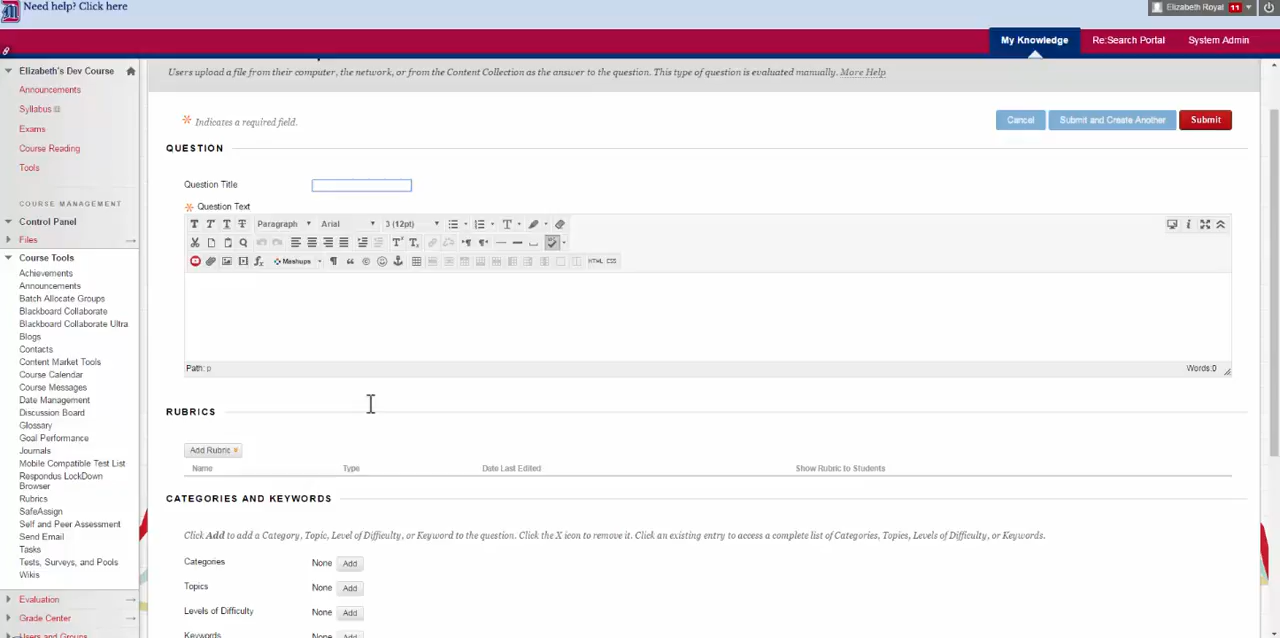 Need help? Click here
Elizabeth Royal 11
My Knowledge Re:Search Portal System Admin
Elizabeth's Dev Course
Announcements
Syllabus
Exams
Course Reading
Tools
COURSE MANAGEMENT
Control Panel
Files
Course Tools
Achievements
Announcements
Batch Allocate Groups
Blackboard Collaborate
Blackboard Collaborate Ultra
Blogs
Contacts
Content Market Tools
Course Calendar
Course Messages
Date Management
Discussion Board
Glossary
Goal Performance
Journals
Mobile Compatible Test List
Respondus LockDown
Browser
Rubrics
SafeAssign
Self and Peer Assessment
Send Email
Tasks
Tests, Surveys, and Pools
Wikis
Evaluation
Grade Center
Users and Groups
Users upload a file from their computer, the network, or from the Content Collection as the answer to the question. This type of question is evaluated manually. More Help
* Indicates a required field.
Cancel Submit and Create Another Submit
QUESTION
Question Title
* Question Text
Paragraph Arial 3 (12pt)
Mashups HTML CSS
Path: p Words:0
RUBRICS
Add Rubric
Name Type Date Last Edited Show Rubric to Students
CATEGORIES AND KEYWORDS
Click Add to add a Category, Topic, Level of Difficulty, or Keyword to the question. Click the X icon to remove it. Click an existing entry to access a complete list of Categories, Topics, Levels of Difficulty, or Keywords.
Categories None Add
Topics None Add
Levels of Difficulty None Add
Keywords None Add